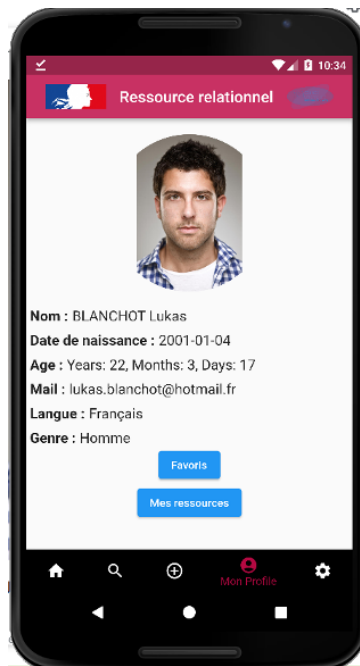 10:34
Ressource relationnel
Nom : BLANCHOT Lukas
Date de naissance : 2001-01-04
Age : Years: 22, Months: 3, Days: 17
Mail : lukas.blanchot@hotmail.fr
Langue : Français
Genre : Homme
Favoris
Mes ressources
Mon Profile